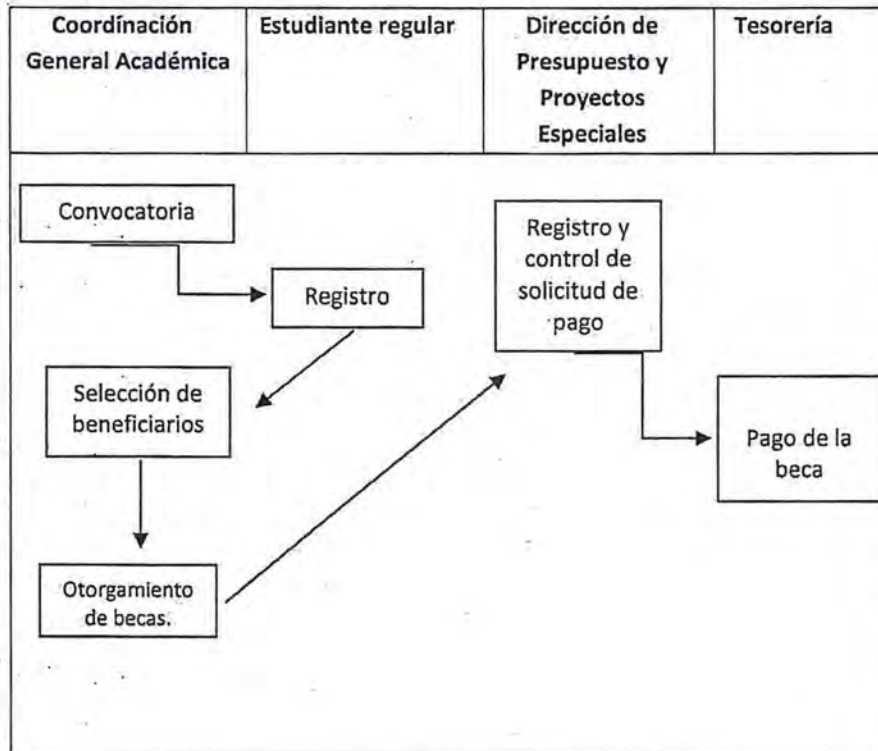 Coordinación
General Académica
Estudiante regular
Dirección de
Presupuesto y
Proyectos
Especiales
Tesorería
Convocatoria
Registro
Selección de
beneficiarios
Otorgamiento
de becas.
Registro y
control de
solicitud de
pago
Pago de la
beca